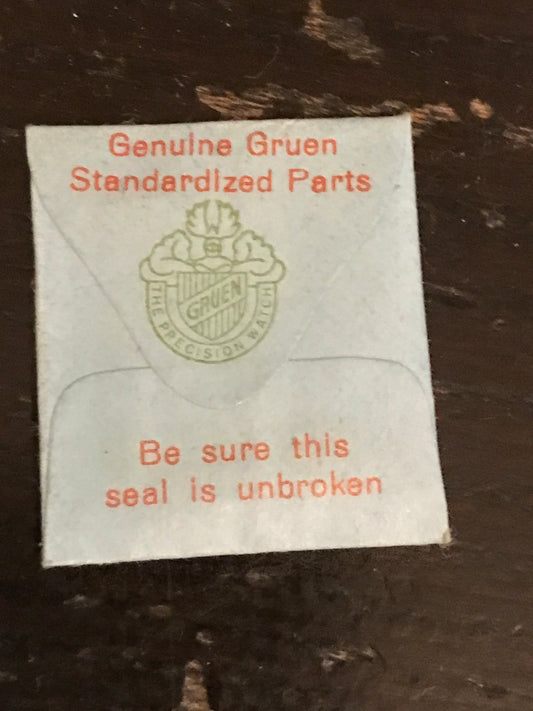 Genuine Gruen
Standardized Parts
GRUEN
THE PRECISION WATCH
Be sure this
seal is unbroken